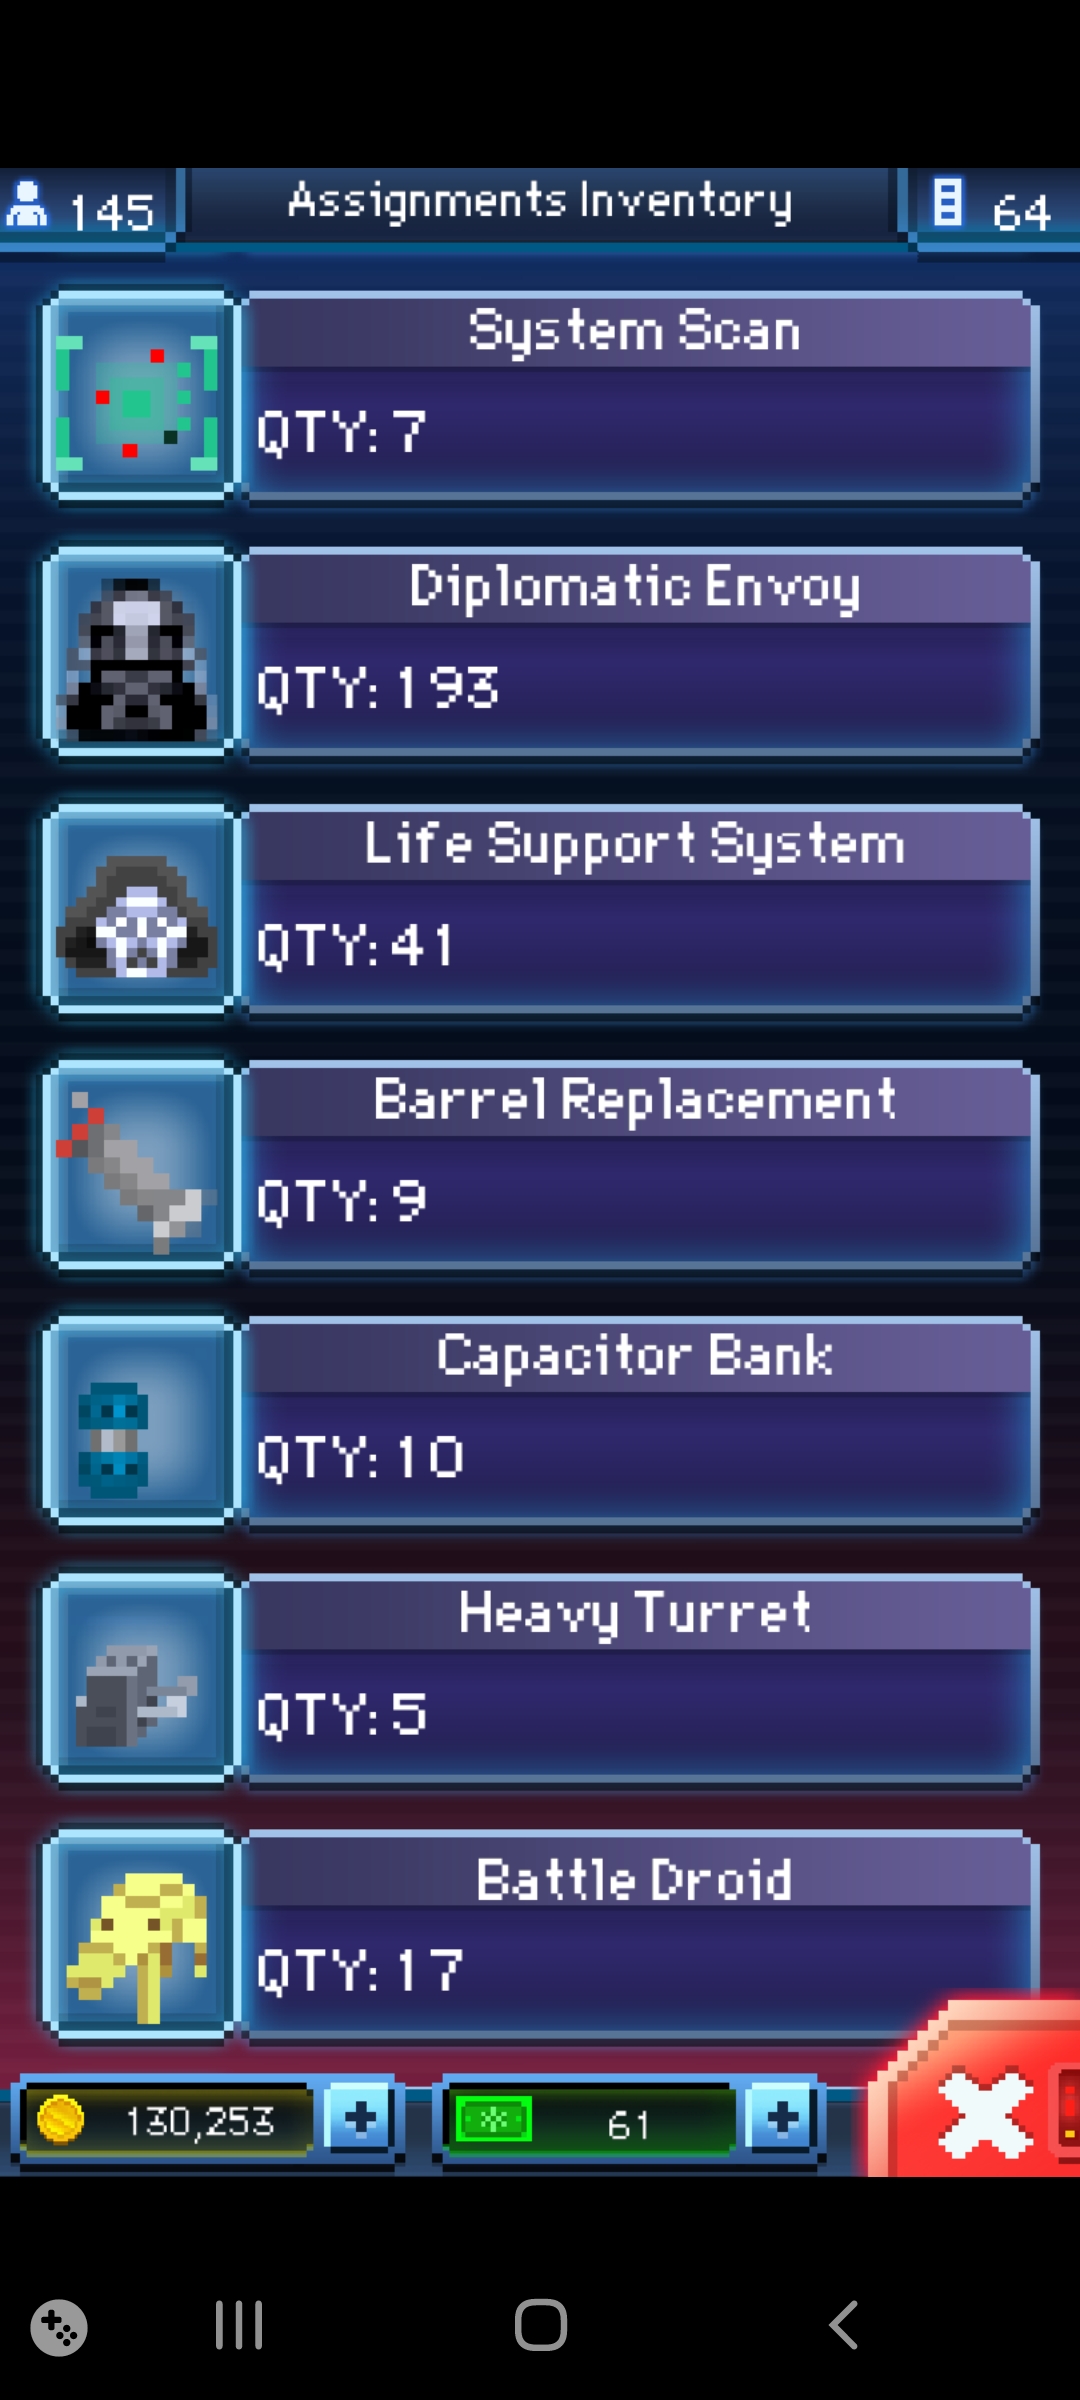 145
Assignments Inventory
64
System Scan
QTY: 7
Diplomatic Envoy
QTY: 193
Life Support System
QTY: 41
Barrel Replacement
QTY: 9
Capacitor Bank
QTY: 10
Heavy Turret
QTY: 5
Battle Droid
QTY: 17
130,253
61